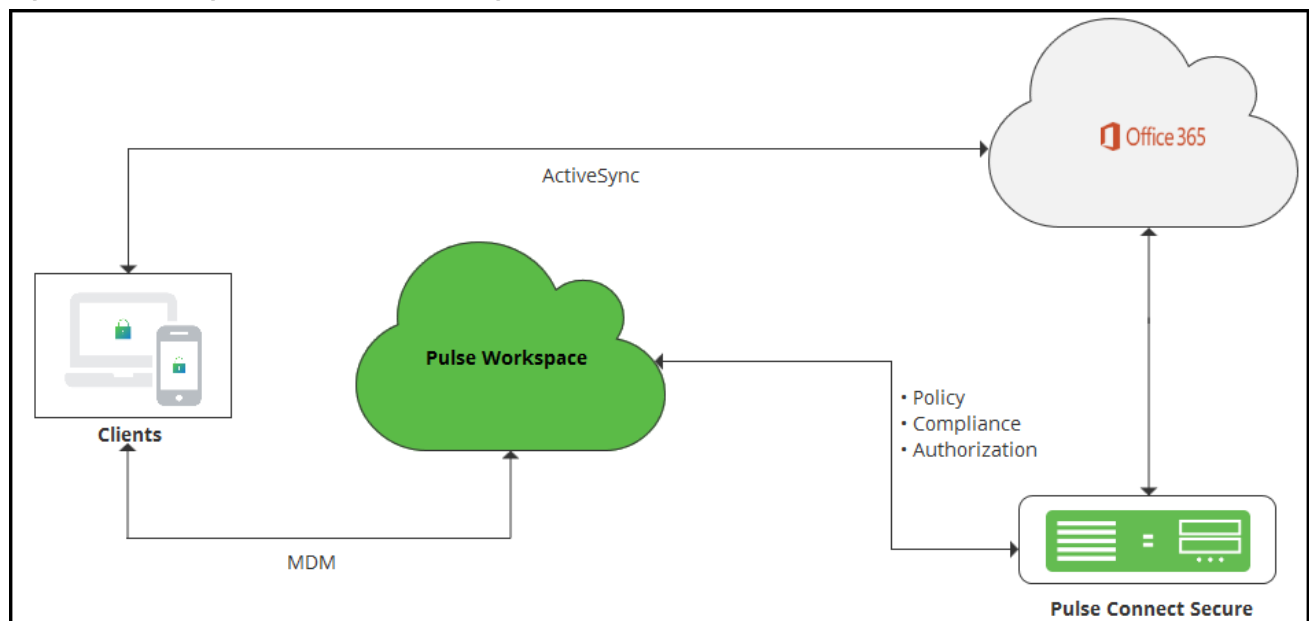 Office 365
ActiveSync
Pulse Workspace
• Policy
• Compliance
• Authorization
Clients
MDM
Pulse Connect Secure